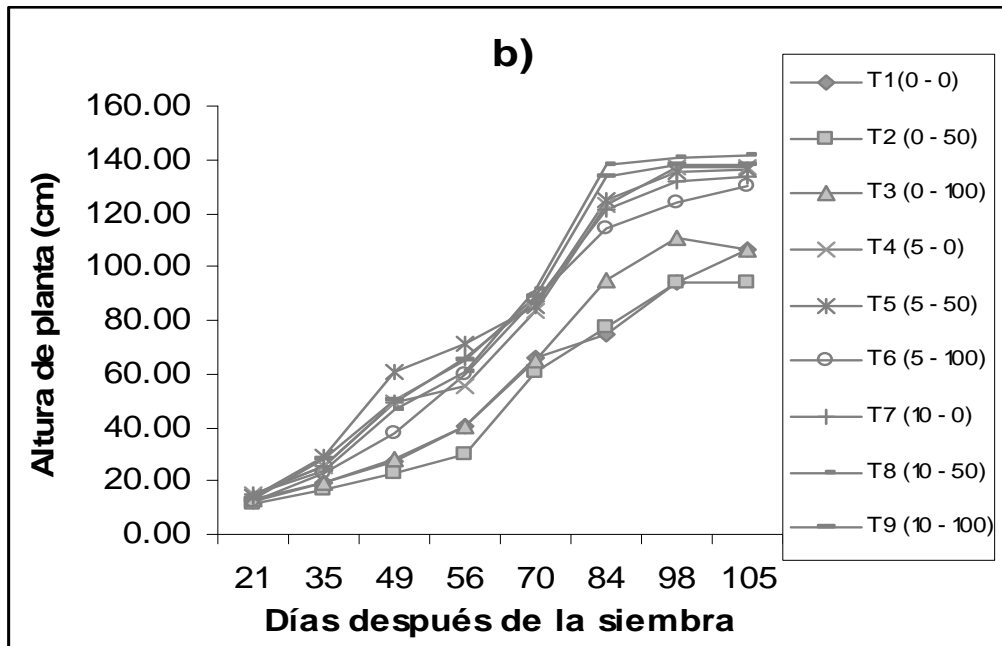 b)
Altura de planta (cm)
160.00
140.00
120.00
100.00
80.00
60.00
40.00
20.00
0.00
21 35 49 56 70 84 98 105
Días después de la siembra
T1(0 - 0)
T2 (0 - 50)
T3 (0 - 100)
T4 (5 - 0)
T5 (5 - 50)
T6 (5 - 100)
T7 (10 - 0)
T8 (10 - 50)
T9 (10 - 100)